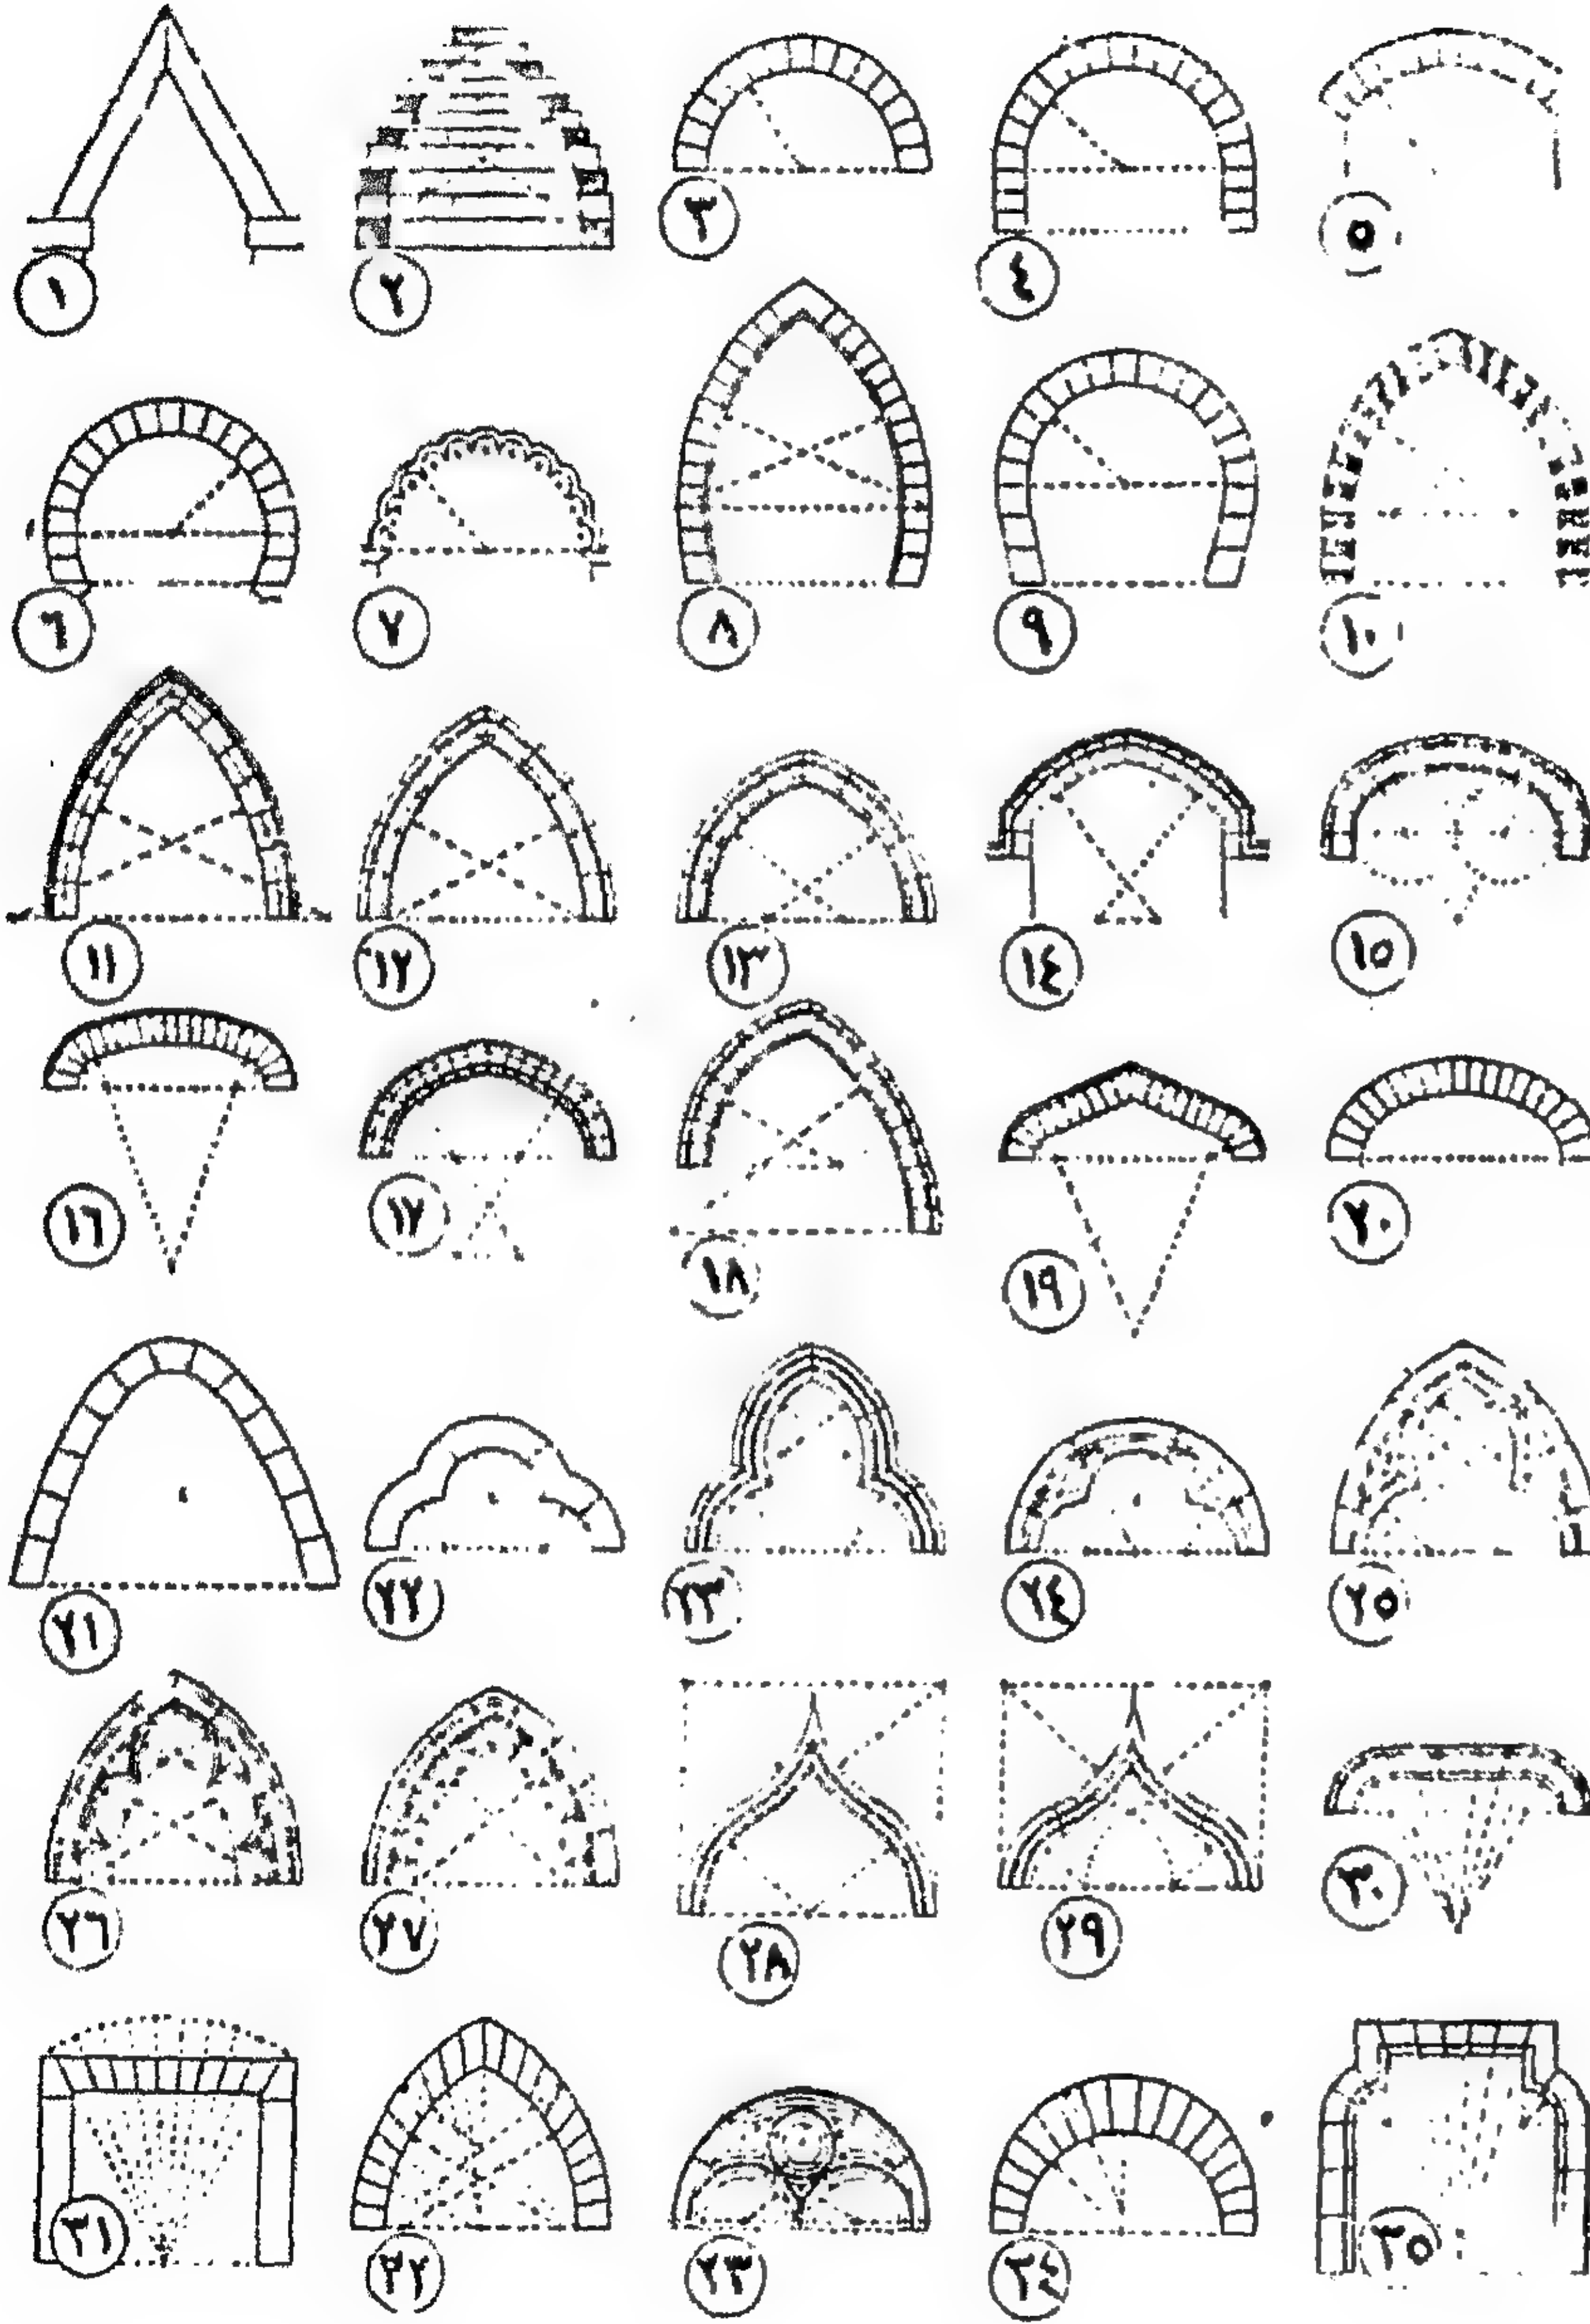 ١ ٢ ٣ ٤ ٥
٦ ٧ ٨ ٩ ١٠
١١ ١٢ ١٣ ١٤ ١٥
١٦ ١٧ ١٨ ١٩ ٢٠
٢١ ٢٢ ٢٣ ٢٤ ٢٥
٢٦ ٢٧ ٢٨ ٢٩ ٣٠
٣١ ٣٢ ٣٣ ٣٤ ٣٥